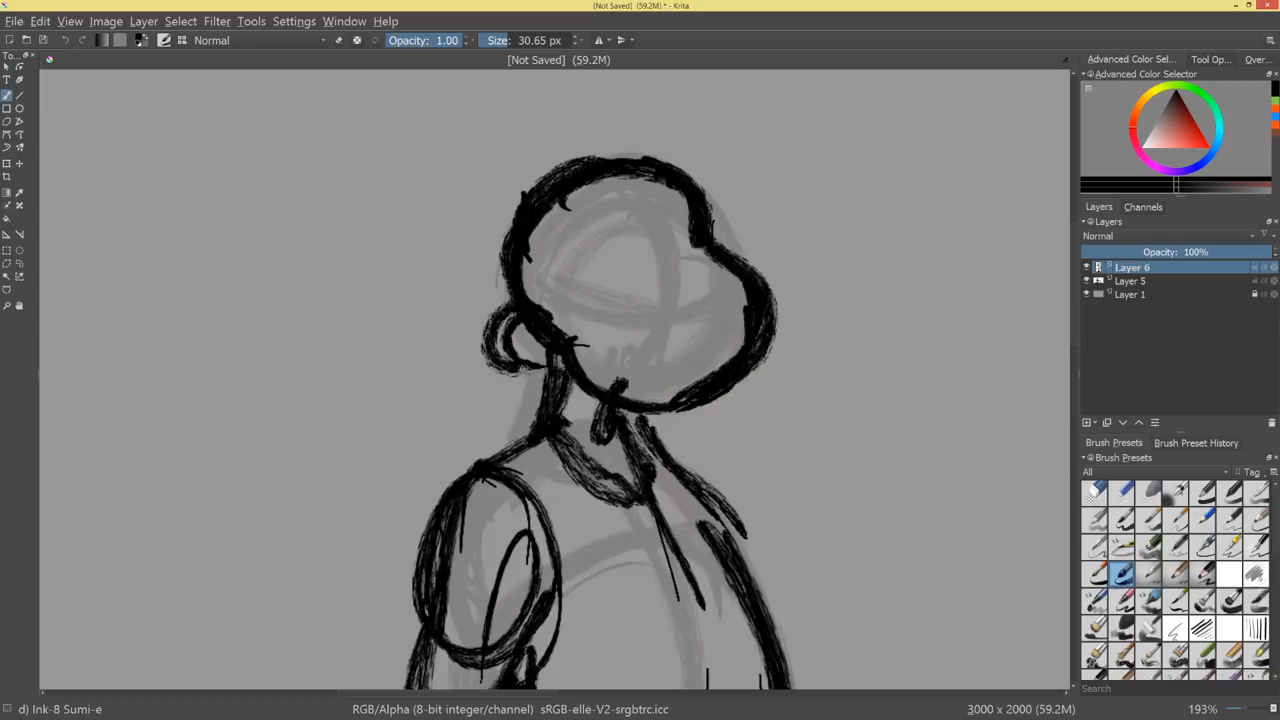 [Not Saved] (59.2M) * - Krita
File Edit View Image Layer Select Filter Tools Settings Window Help
Normal Opacity: 1.00 Size: 30.65 px
To...
[Not Saved] (59.2M)
Advanced Color Sel... Tool Op... Over...
Advanced Color Selector
Layers Channels
Layers
Normal
Opacity: 100%
Layer 6
Layer 5
Layer 1
Brush Presets Brush Preset History
Brush Presets
All Tag
Search
d) Ink-8 Sumi-e RGB/Alpha (8-bit integer/channel) sRGB-elle-V2-srgbtrc.icc 3000 x 2000 (59.2M) 193%